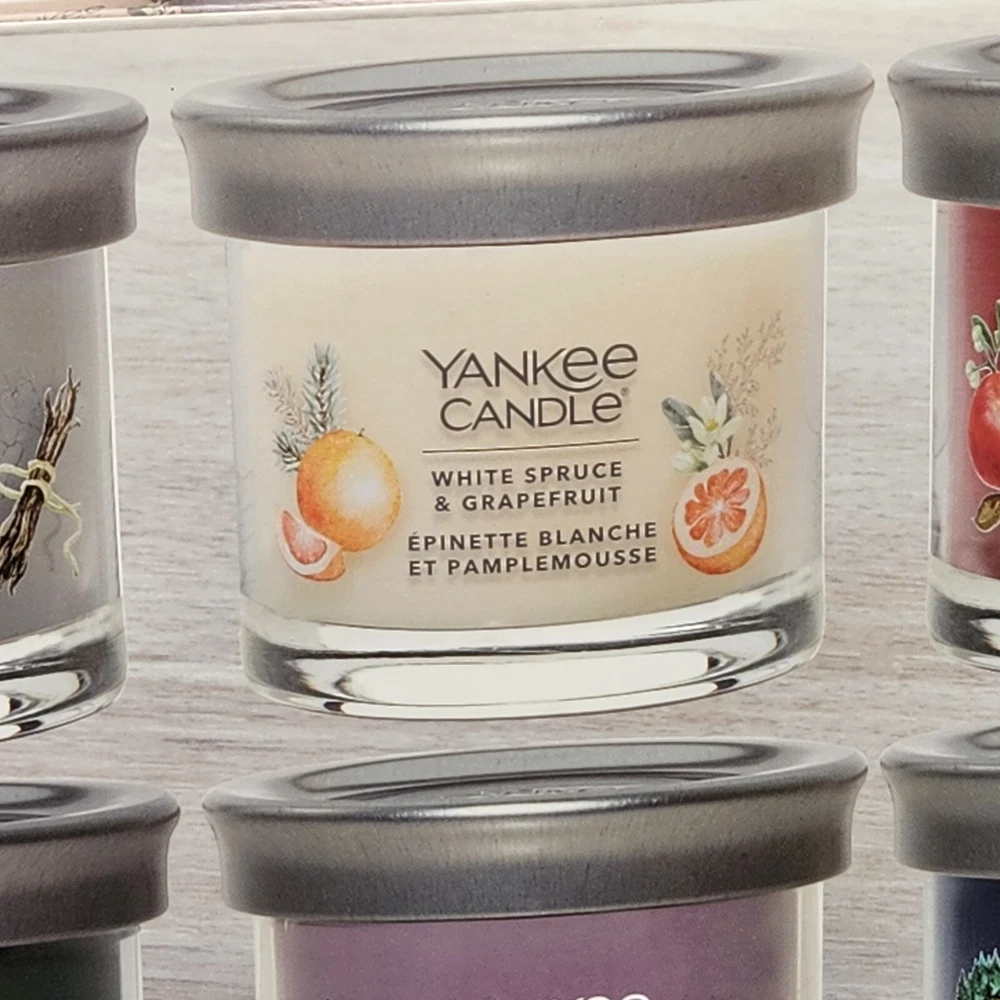 YANKEE
CANDLE®
WHITE SPRUCE
& GRAPEFRUIT
ÉPINETTE BLANCHE
ET PAMPLEMOUSSE